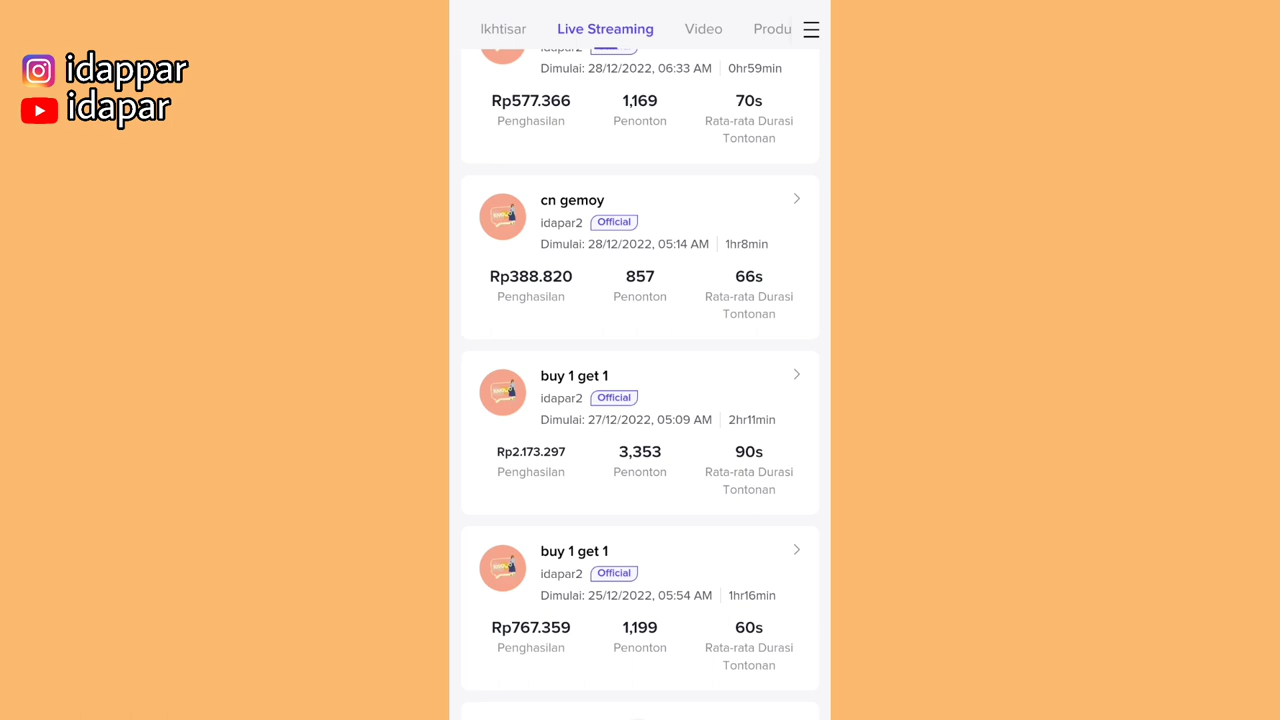 idappar
idapar
Ikhtisar Live Streaming Video Produ
idapar2
Dimulai: 28/12/2022, 06:33 AM 0hr59min
Rp577.366 1,169 70s
Penghasilan Penonton Rata-rata Durasi
Tontonan
cn gemoy
idapar2 Official
Dimulai: 28/12/2022, 05:14 AM 1hr8min
Rp388.820 857 66s
Penghasilan Penonton Rata-rata Durasi
Tontonan
buy 1 get 1
idapar2 Official
Dimulai: 27/12/2022, 05:09 AM 2hr11min
Rp2.173.297 3,353 90s
Penghasilan Penonton Rata-rata Durasi
Tontonan
buy 1 get 1
idapar2 Official
Dimulai: 25/12/2022, 05:54 AM 1hr16min
Rp767.359 1,199 60s
Penghasilan Penonton Rata-rata Durasi
Tontonan